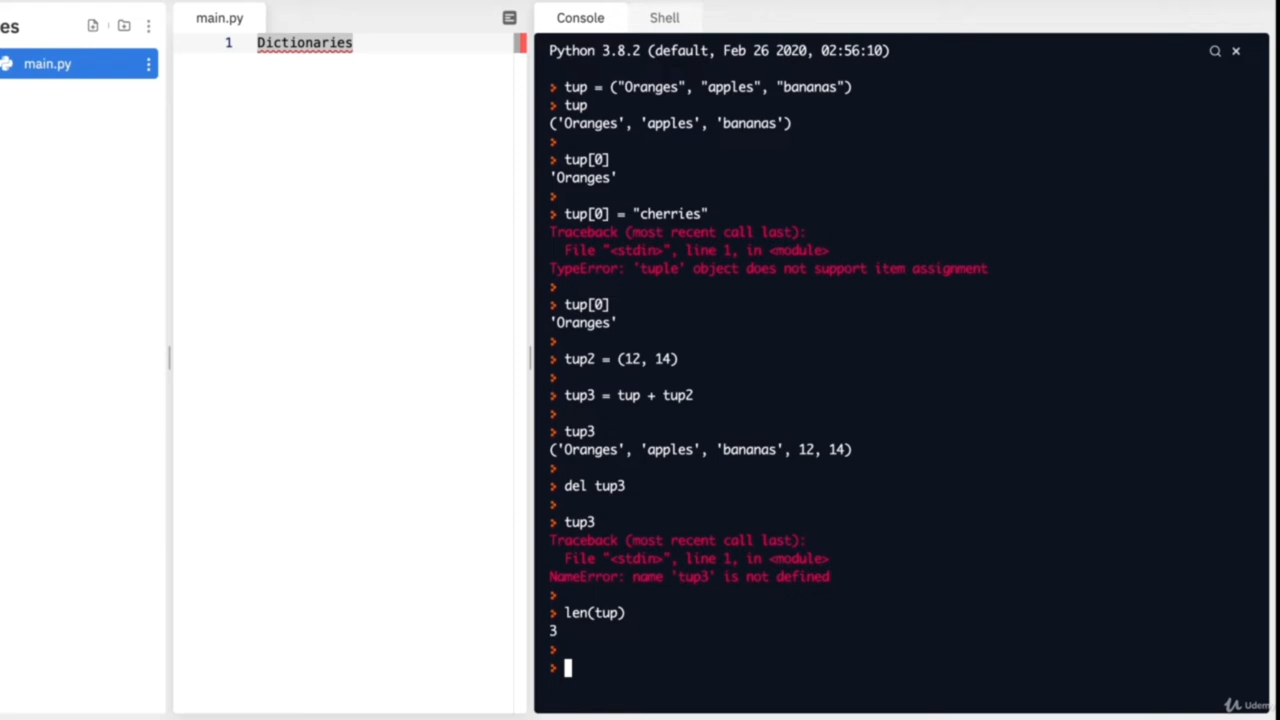 es
main.py
main.py
1 Dictionaries
Console Shell
Python 3.8.2 (default, Feb 26 2020, 02:56:10)
> tup = ("Oranges", "apples", "bananas")
> tup
('Oranges', 'apples', 'bananas')
>
> tup[0]
'Oranges'
>
> tup[0] = "cherries"
Traceback (most recent call last):
File "<stdin>", line 1, in <module>
TypeError: 'tuple' object does not support item assignment
>
> tup[0]
'Oranges'
>
> tup2 = (12, 14)
>
> tup3 = tup + tup2
>
> tup3
('Oranges', 'apples', 'bananas', 12, 14)
>
> del tup3
>
> tup3
Traceback (most recent call last):
File "<stdin>", line 1, in <module>
NameError: name 'tup3' is not defined
>
> len(tup)
3
>
>
Udemy